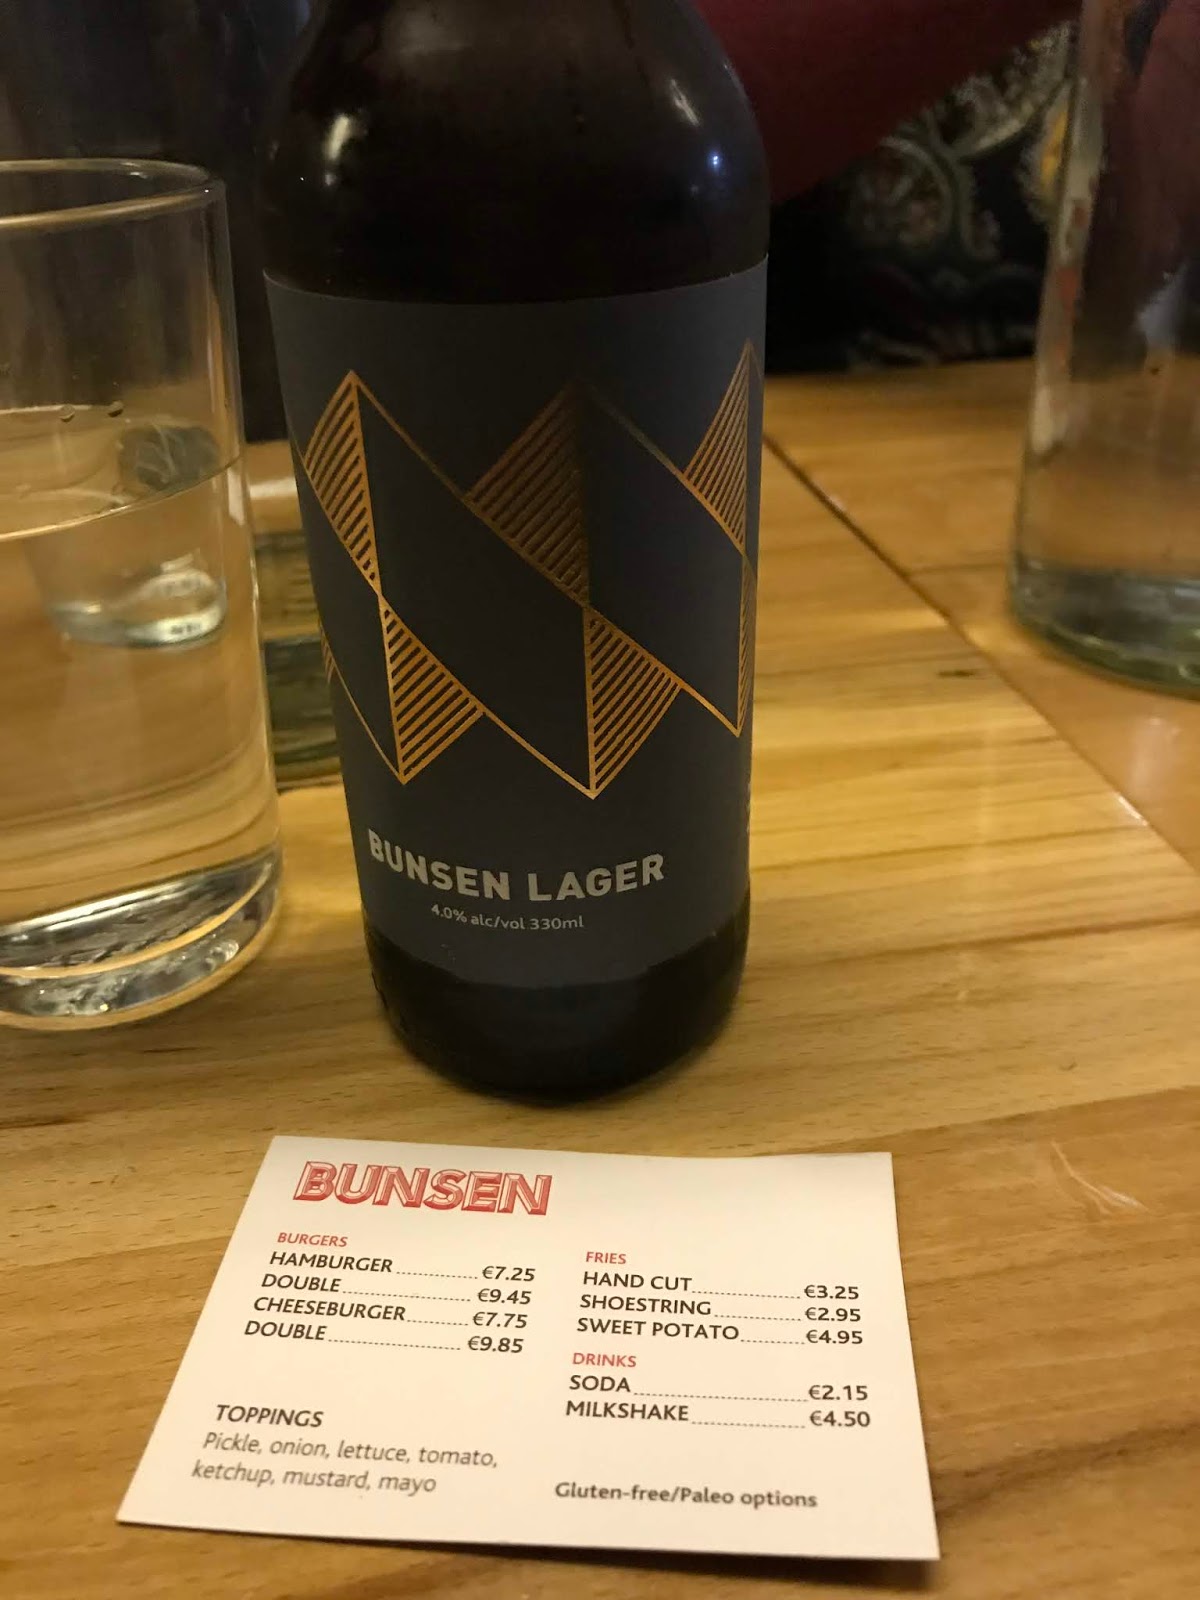 BUNSEN LAGER
4.0% alc/vol 330ml
BUNSEN
BURGERS
HAMBURGER €7.25
DOUBLE €9.45
CHEESEBURGER €7.75
DOUBLE €9.85
TOPPINGS
Pickle, onion, lettuce, tomato,
ketchup, mustard, mayo
FRIES
HAND CUT €3.25
SHOESTRING €2.95
SWEET POTATO €4.95
DRINKS
SODA €2.15
MILKSHAKE €4.50
Gluten-free/Paleo options